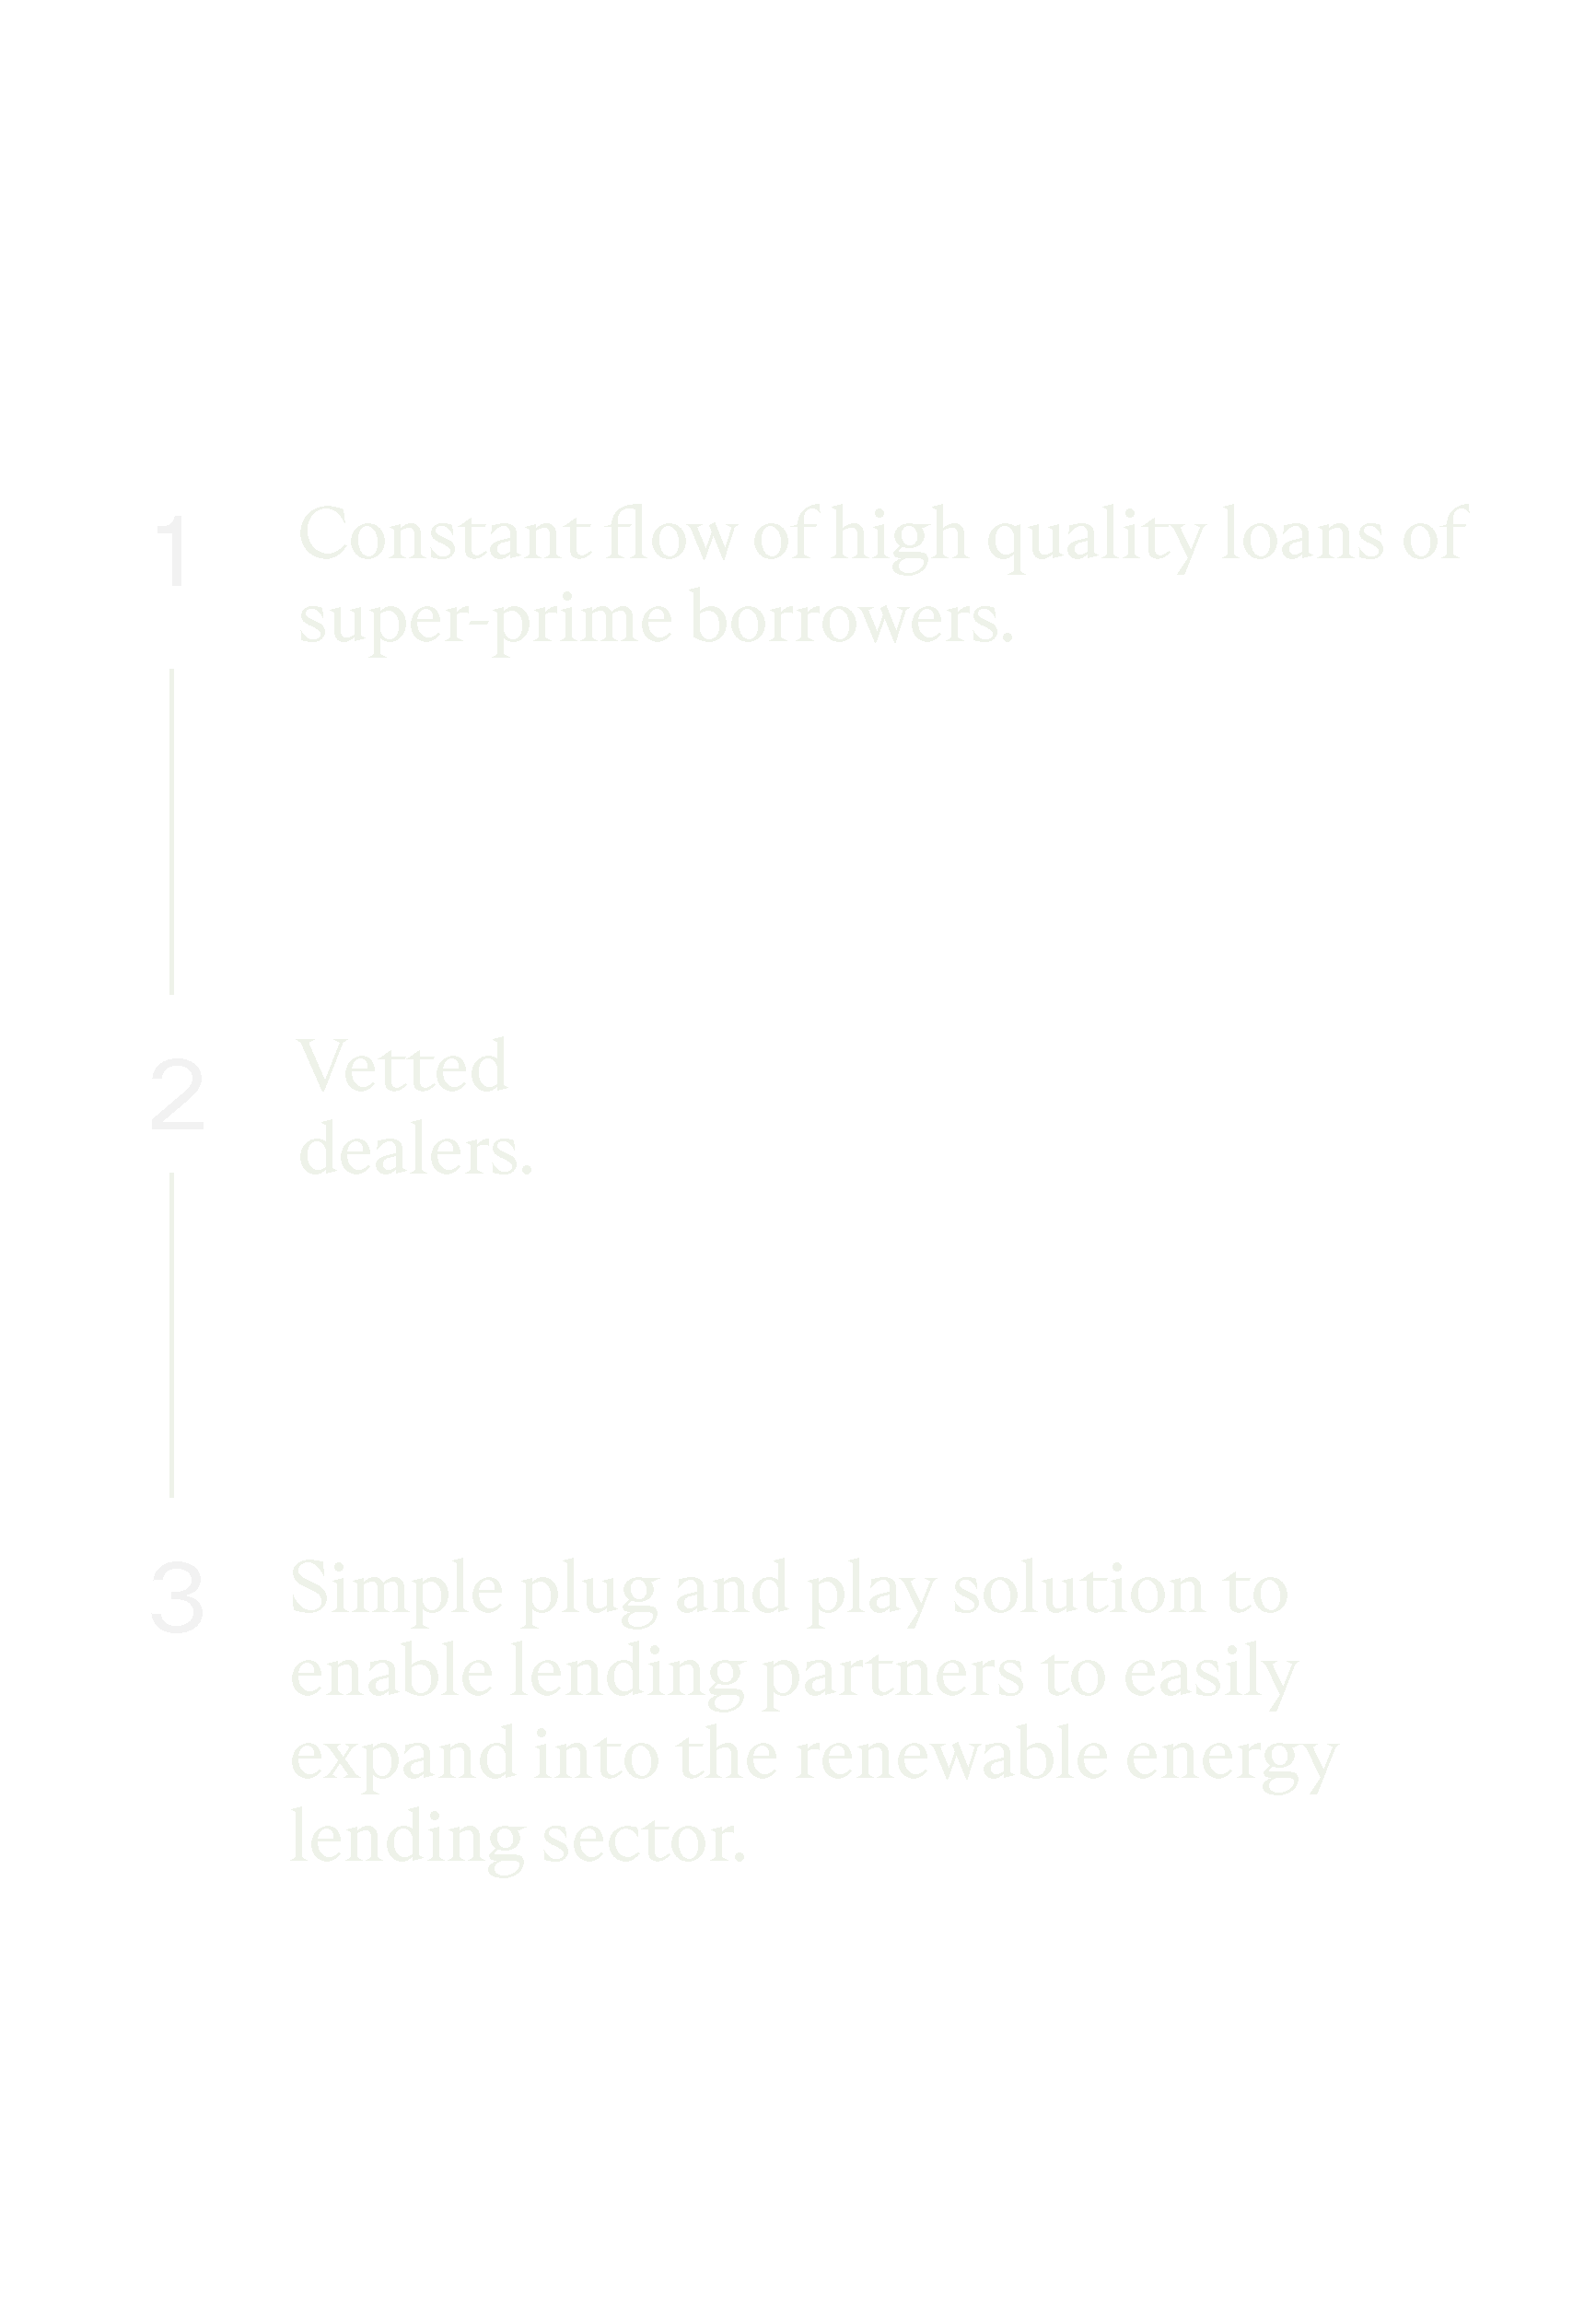 1
Constant flow of high quality loans of
super-prime borrowers.
2
Vetted
dealers.
3
Simple plug and play solution to
enable lending partners to easily
expand into the renewable energy
lending sector.